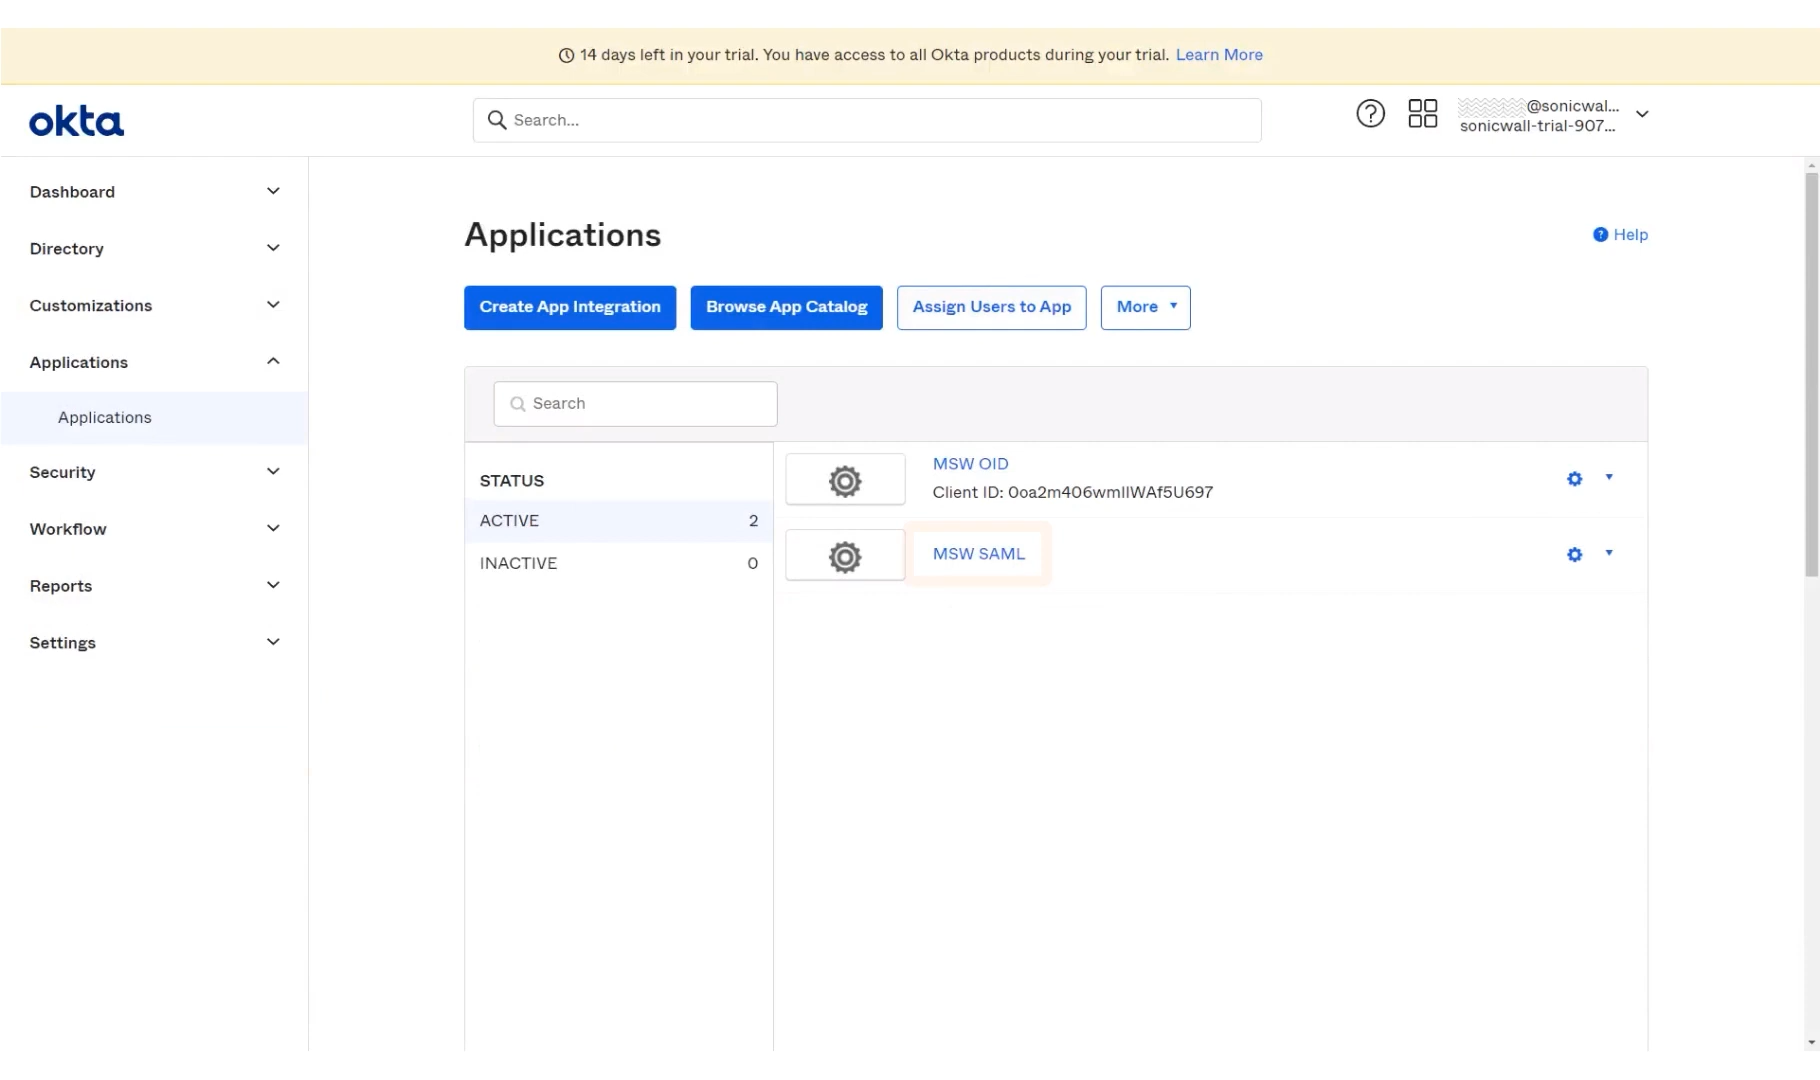 14 days left in your trial. You have access to all Okta products during your trial. Learn More
okta
Search...
@sonicwal...
sonicwall-trial-907...
Dashboard
Directory
Customizations
Applications
Applications
Security
Workflow
Reports
Settings
Applications
Help
Create App Integration
Browse App Catalog
Assign Users to App
More
Search
STATUS
ACTIVE 2
INACTIVE 0
MSW OID
Client ID: 0oa2m406wmIIWAf5U697
MSW SAML